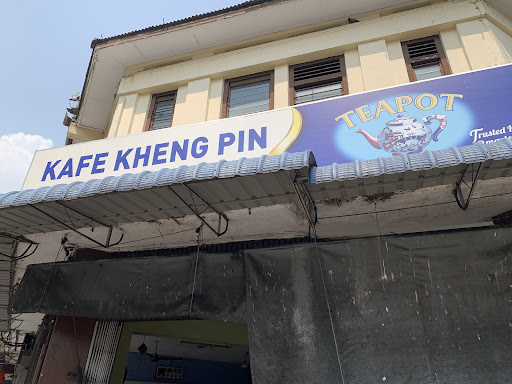 KAFE KHENG PIN
TEAPOT
Trusted